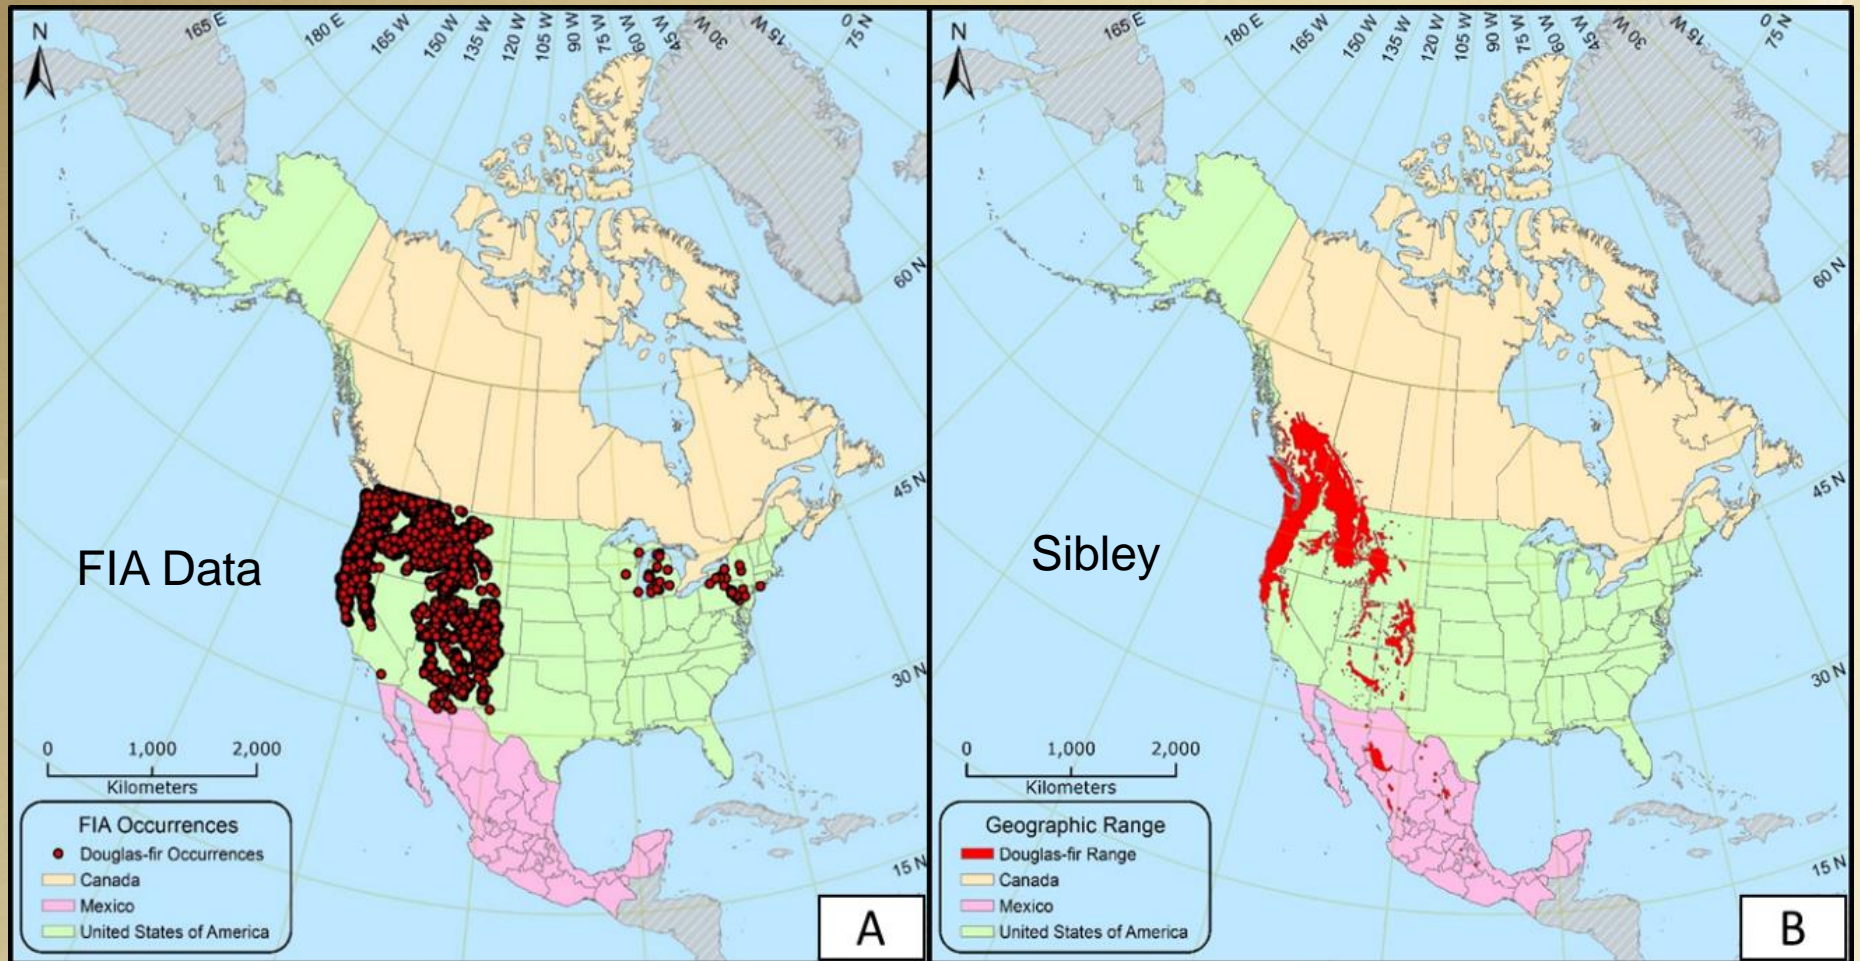 N
165 E
180 E
165 W
150 W
135 W
120 W
105 W
90 W
75 W
60 W
45 W
30 W
15 W
0 N
75 N
60 N
45 N
30 N
15 N
FIA Data
0 1,000 2,000
Kilometers
FIA Occurrences
Douglas-fir Occurrences
Canada
Mexico
United States of America
A
N
165 E
180 E
165 W
150 W
135 W
120 W
105 W
90 W
75 W
60 W
45 W
30 W
15 W
0 N
75 N
60 N
45 N
30 N
15 N
Sibley
0 1,000 2,000
Kilometers
Geographic Range
Douglas-fir Range
Canada
Mexico
United States of America
B